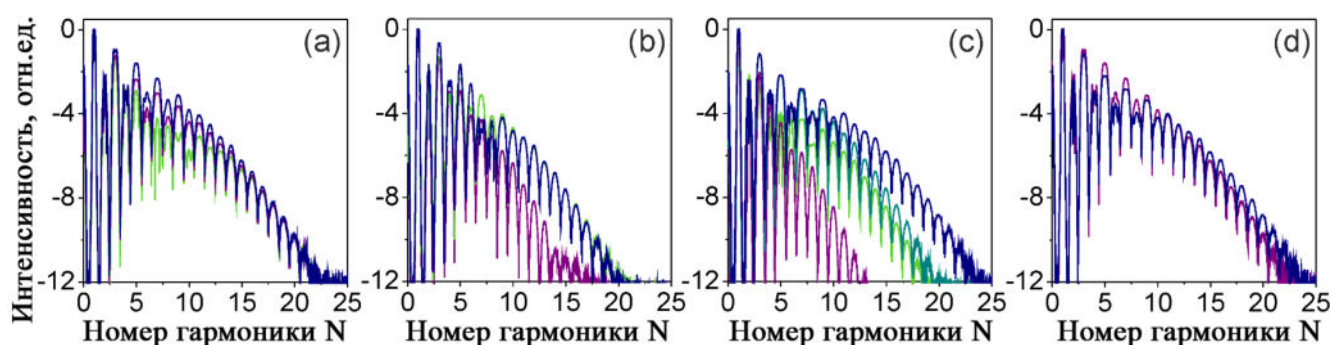 (a) (b) (c) (d)
Интенсивность, отн.ед.
0 0 0 0
-4 -4 -4 -4
-8 -8 -8 -8
-12 -12 -12 -12
0 5 10 15 20 25 0 5 10 15 20 25 0 5 10 15 20 25 0 5 10 15 20 25
Номер гармоники N Номер гармоники N Номер гармоники N Номер гармоники N